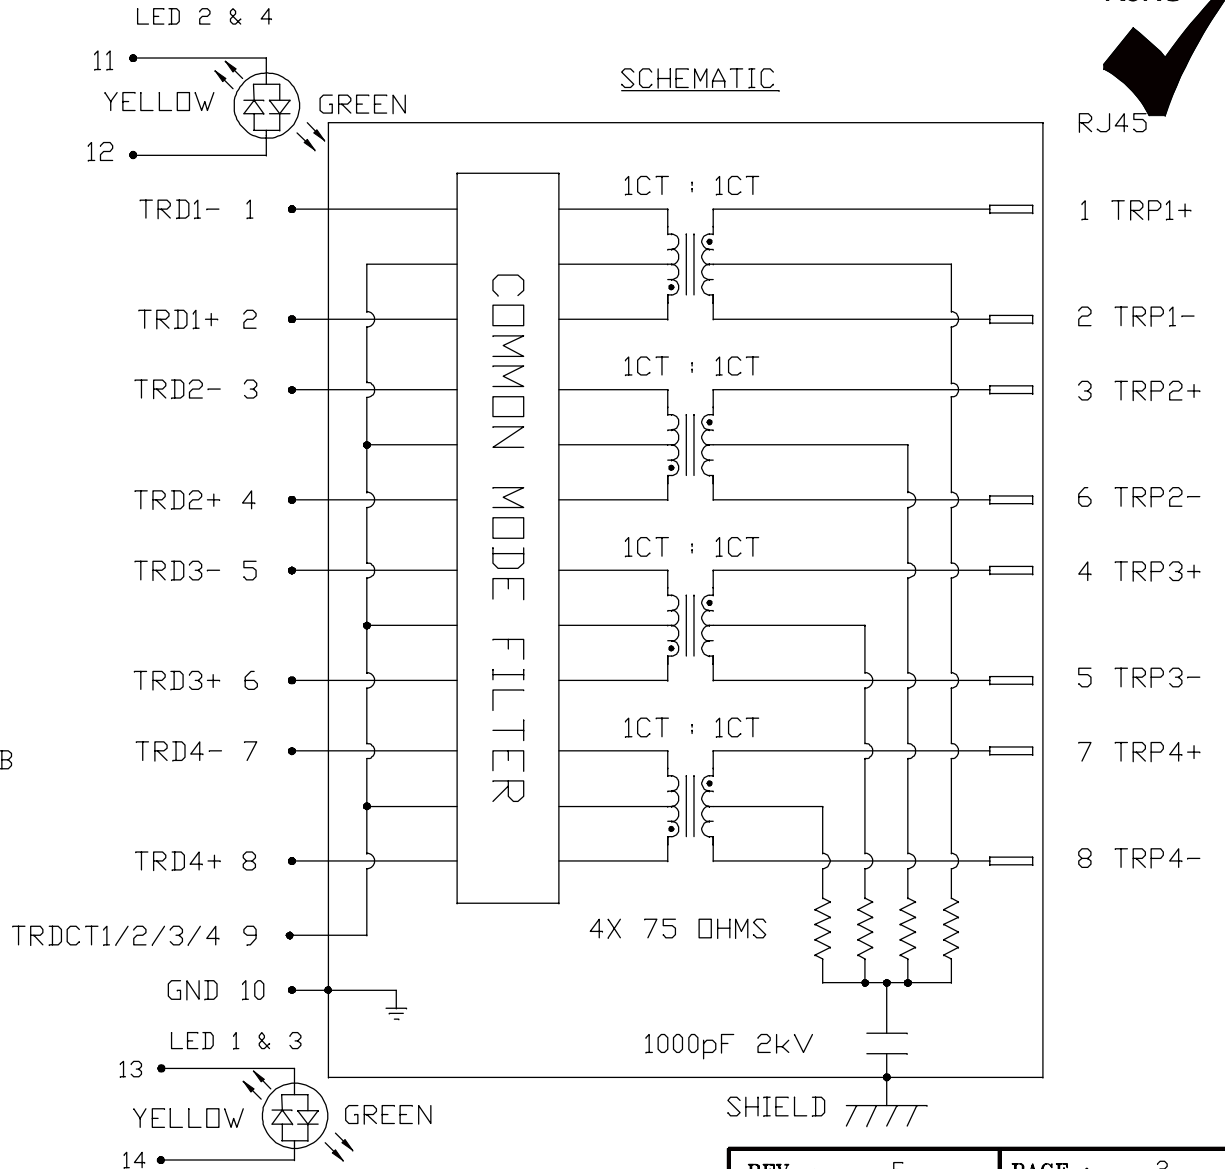 LED 2 & 4
11
YELLOW
GREEN
12
SCHEMATIC
RJ45
1CT : 1CT
TRD1- 1
1 TRP1+
TRD1+ 2
2 TRP1-
1CT : 1CT
TRD2- 3
3 TRP2+
TRD2+ 4
6 TRP2-
1CT : 1CT
TRD3- 5
4 TRP3+
TRD3+ 6
5 TRP3-
1CT : 1CT
TRD4- 7
7 TRP4+
B
TRD4+ 8
8 TRP4-
COMMON MODE FILTER
TRDCT1/2/3/4 9
4X 75 OHMS
GND 10
LED 1 & 3
1000pF 2kV
13
YELLOW
GREEN
14
SHIELD